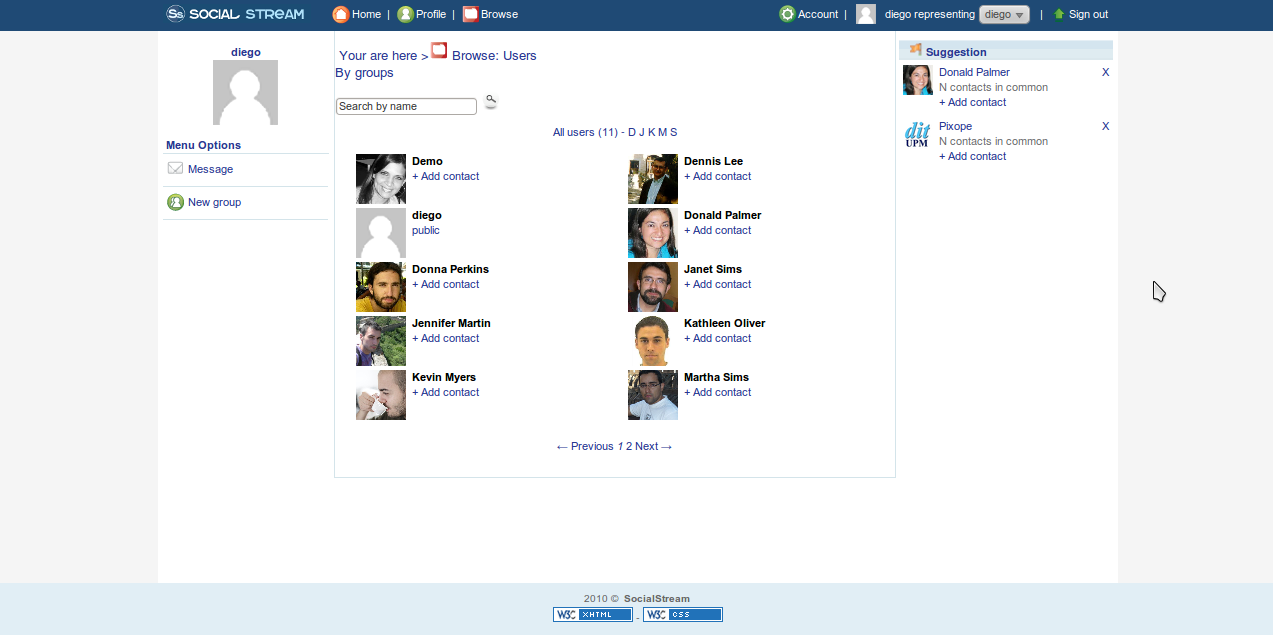 Ss SOCIAL STREAM Home | Profile | Browse Account | diego representing diego | Sign out
diego
Menu Options
Message
New group
Your are here > Browse: Users
By groups
Search by name
All users (11) - D J K M S
Demo
+ Add contact
Dennis Lee
+ Add contact
diego
public
Donald Palmer
+ Add contact
Donna Perkins
+ Add contact
Janet Sims
+ Add contact
Jennifer Martin
+ Add contact
Kathleen Oliver
+ Add contact
Kevin Myers
+ Add contact
Martha Sims
+ Add contact
← Previous 1 2 Next →
Suggestion
Donald Palmer X
N contacts in common
+ Add contact
dit
UPM
Pixope X
N contacts in common
+ Add contact
2010 © SocialStream
W3C XHTML - W3C CSS